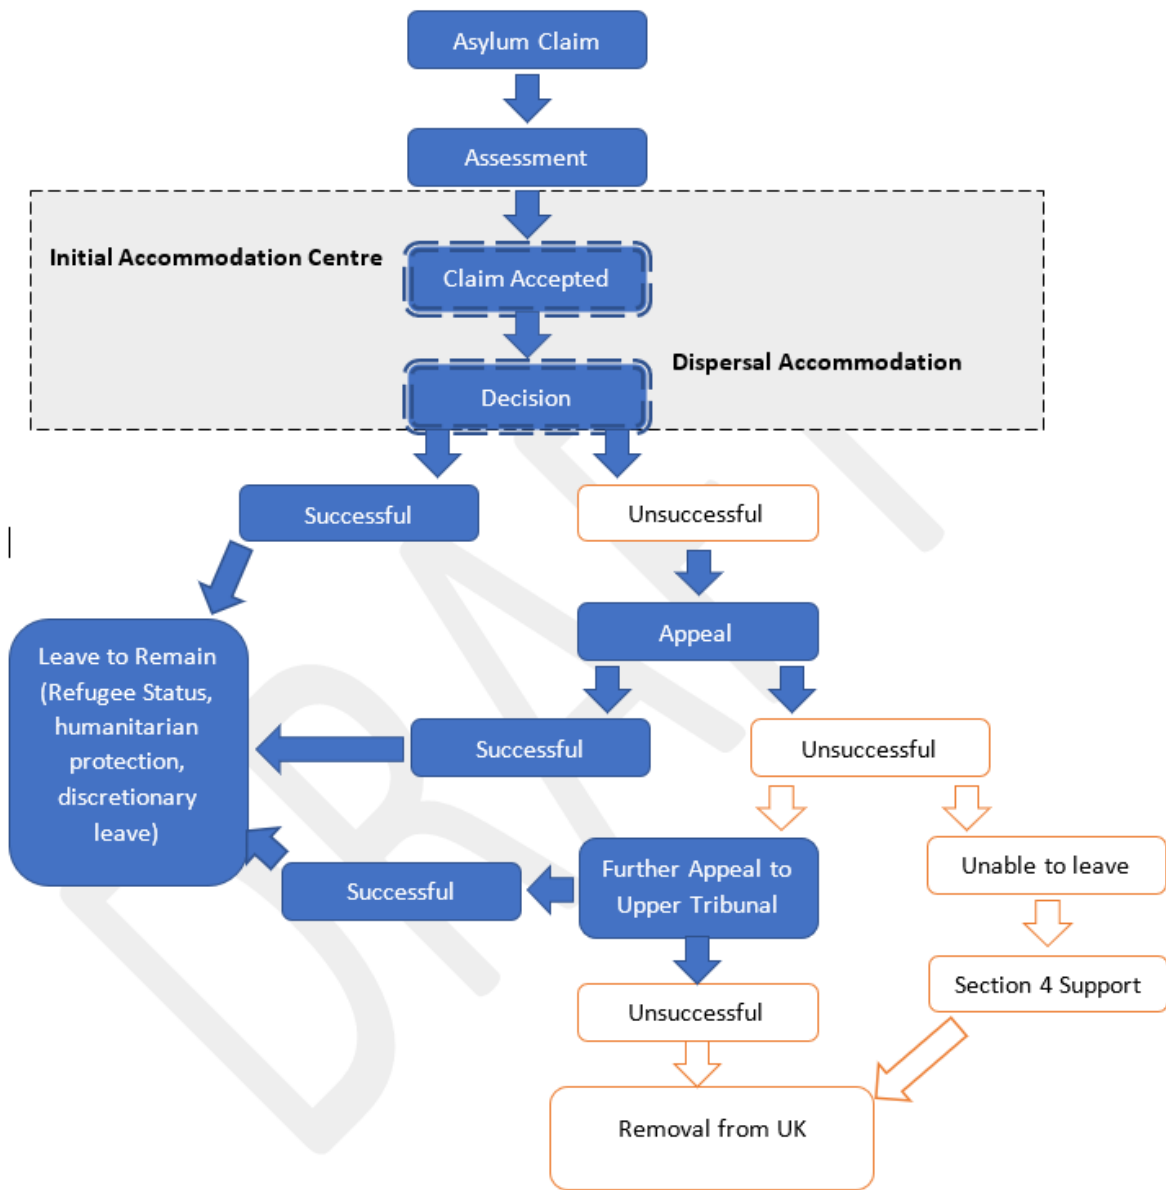 Asylum Claim
Assessment
Initial Accommodation Centre
Claim Accepted
Dispersal Accommodation
Decision
Successful
Unsuccessful
Appeal
Leave to Remain
(Refugee Status,
humanitarian
protection,
discretionary
leave)
Successful
Unsuccessful
Further Appeal to
Upper Tribunal
Successful
Unable to leave
Section 4 Support
Unsuccessful
Removal from UK
DRAFT